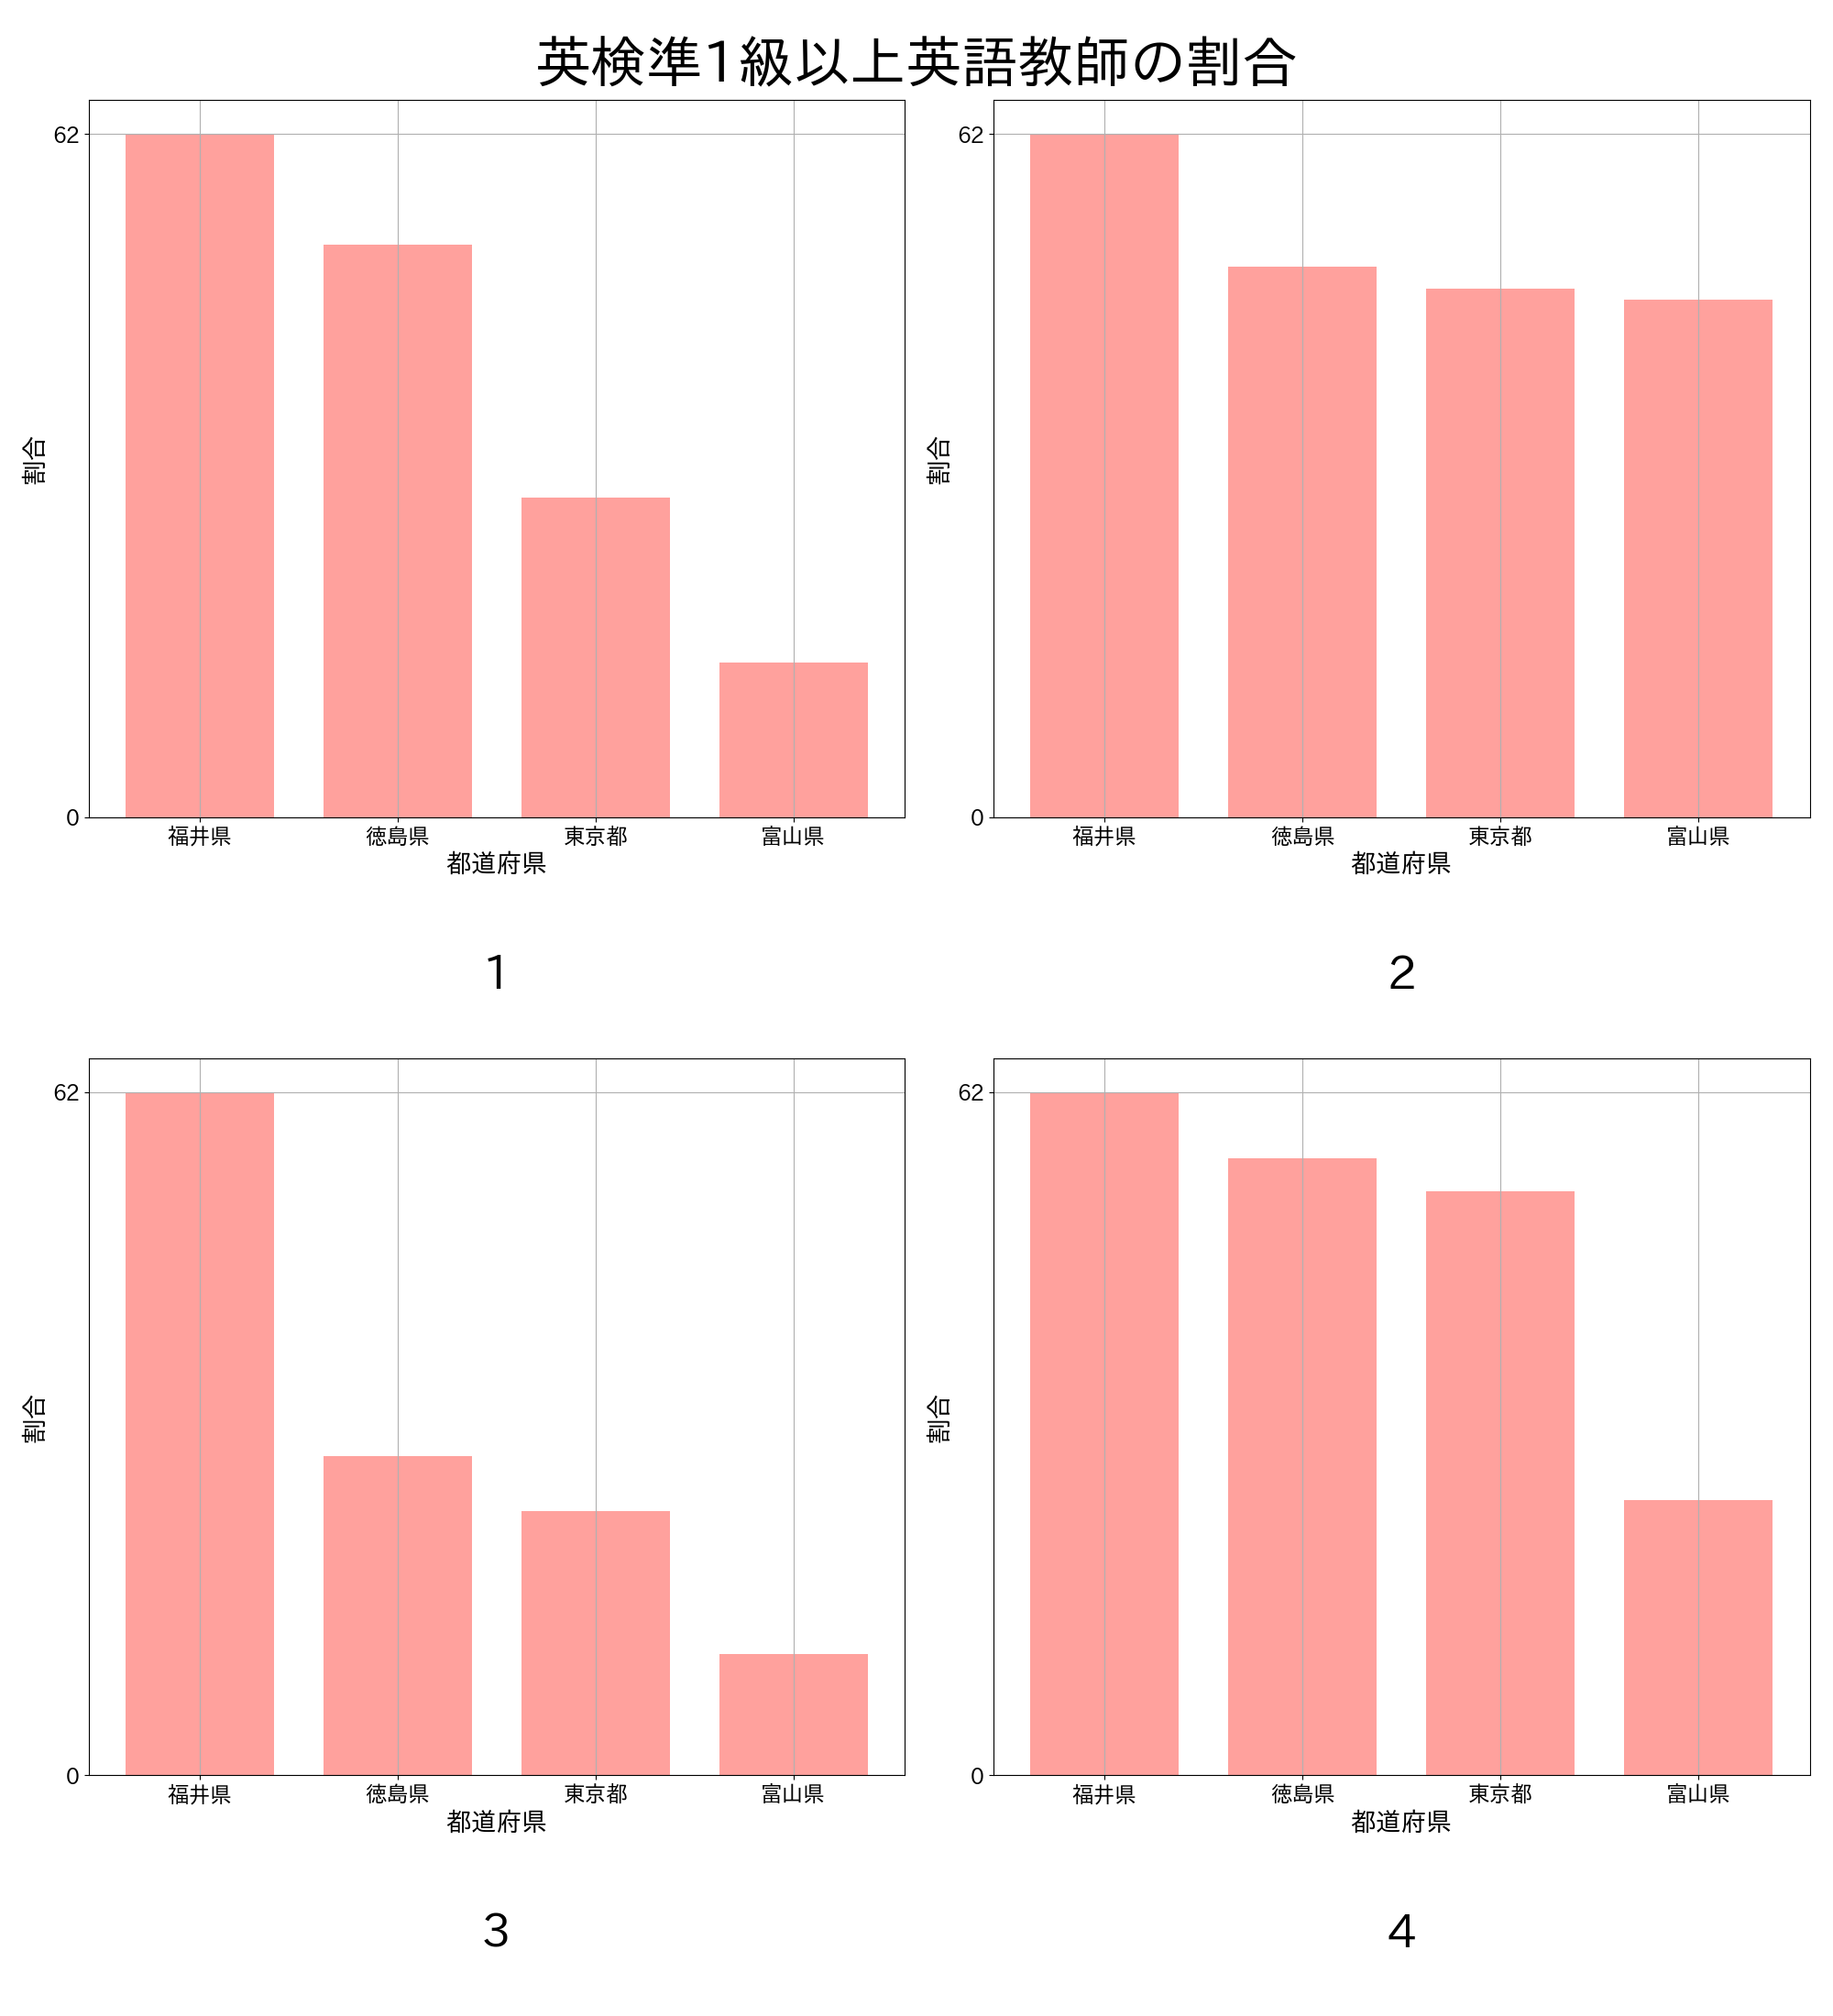 英検準1級以上英語教師の割合
62
0
割合
福井県 徳島県 東京都 富山県
都道府県
1
62
0
割合
福井県 徳島県 東京都 富山県
都道府県
2
62
0
割合
福井県 徳島県 東京都 富山県
都道府県
3
62
0
割合
福井県 徳島県 東京都 富山県
都道府県
4